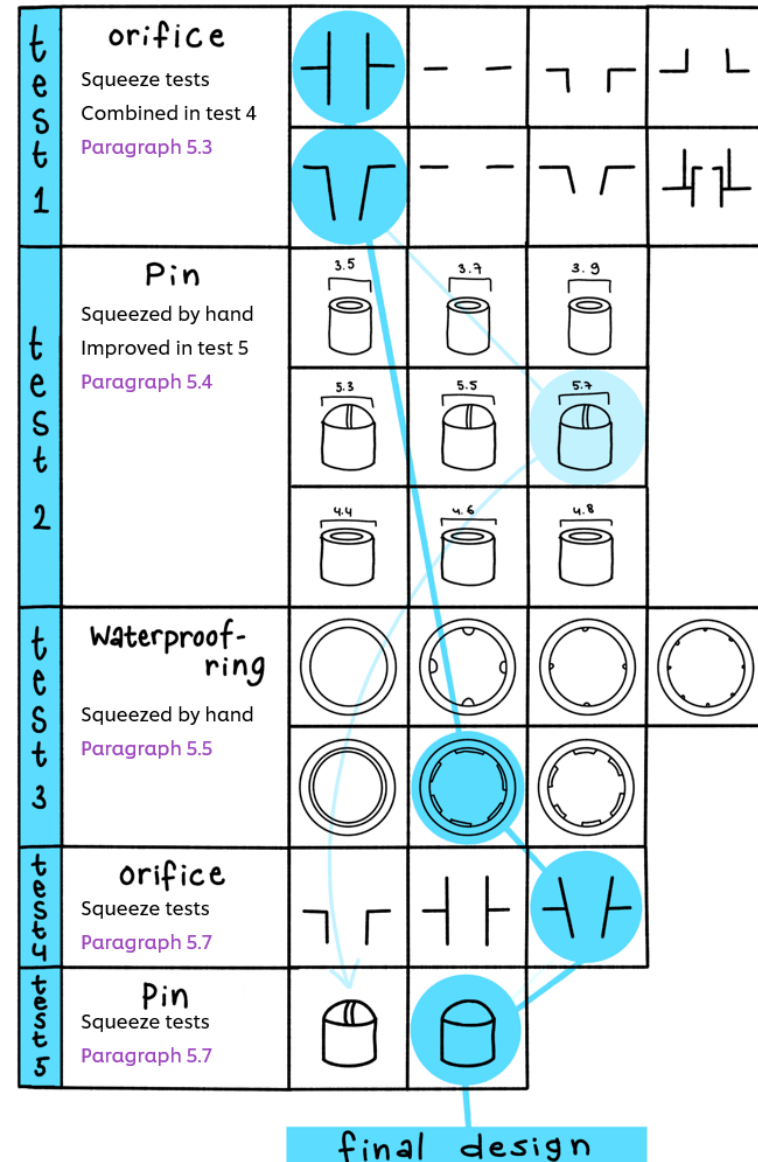 test 1
orifice
Squeeze tests
Combined in test 4
Paragraph 5.3
test 2
Pin
Squeezed by hand
Improved in test 5
Paragraph 5.4
3.5
3.7
3.9
5.3
5.5
5.7
4.4
4.6
4.8
test 3
Waterproof-
ring
Squeezed by hand
Paragraph 5.5
test 4
orifice
Squeeze tests
Paragraph 5.7
test 5
Pin
Squeeze tests
Paragraph 5.7
final design